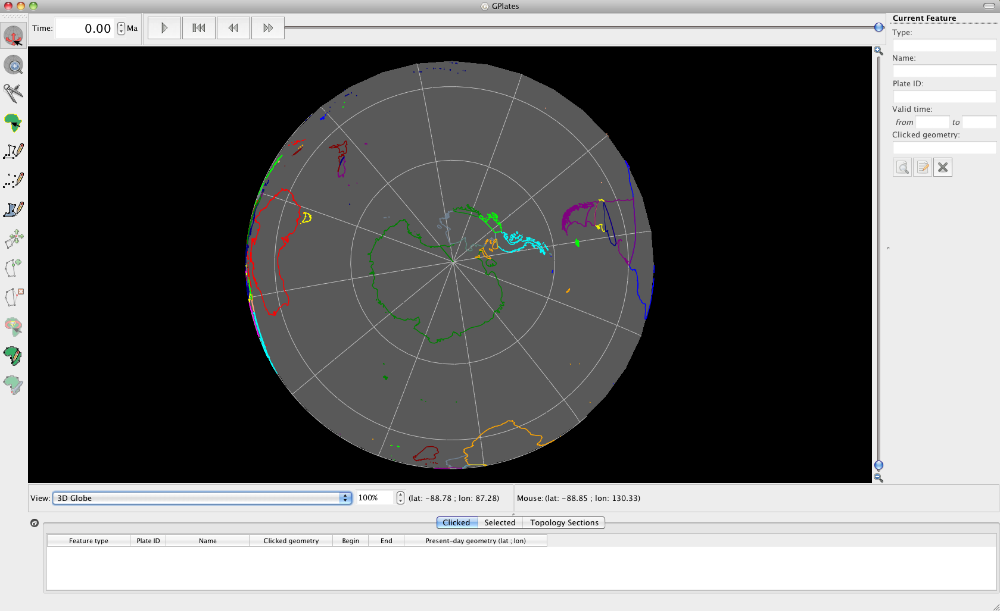 GPlates
Time: 0.00 Ma
Current Feature
Type:
Name:
Plate ID:
Valid time:
from to
Clicked geometry:
View: 3D Globe 100% (lat: -88.78 ; lon: 87.28) Mouse: (lat: -88.85 ; lon: 130.33)
Clicked Selected Topology Sections
Feature type Plate ID Name Clicked geometry Begin End Present-day geometry (lat ; lon)